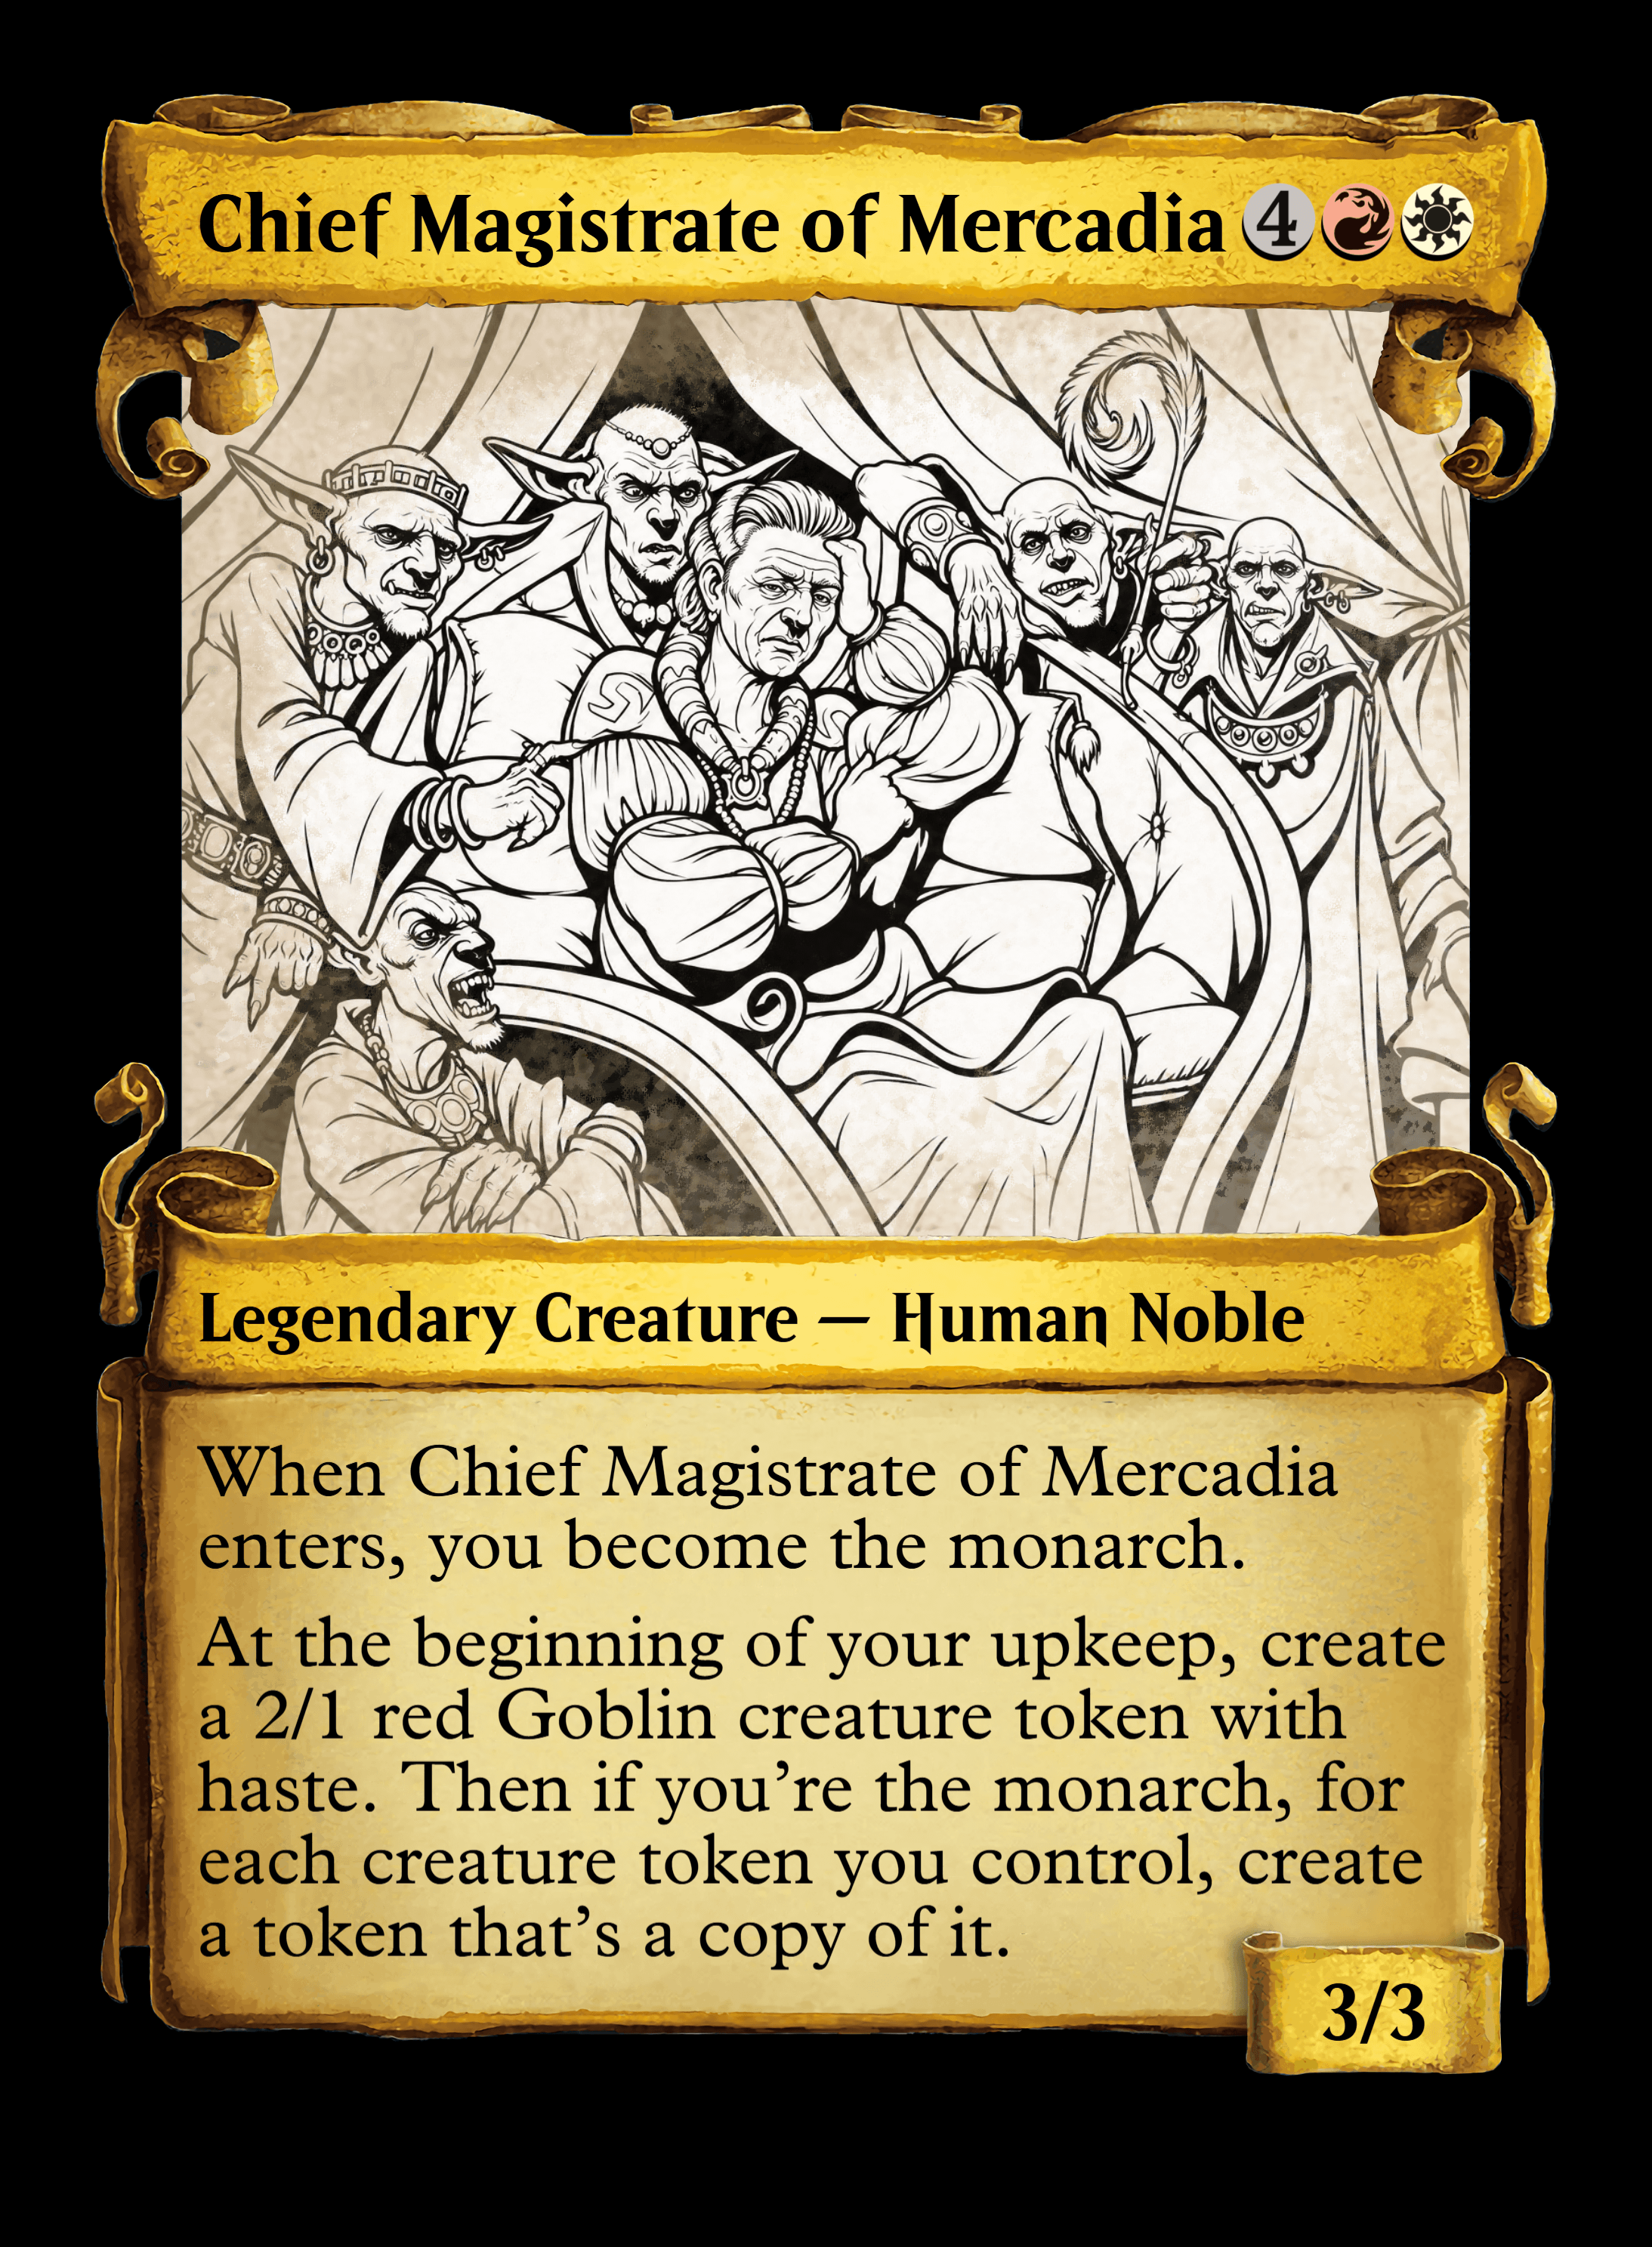 Chief Magistrate of Mercadia 4
Legendary Creature — Human Noble
When Chief Magistrate of Mercadia
enters, you become the monarch.
At the beginning of your upkeep, create
a 2/1 red Goblin creature token with
haste. Then if you’re the monarch, for
each creature token you control, create
a token that’s a copy of it.
3/3